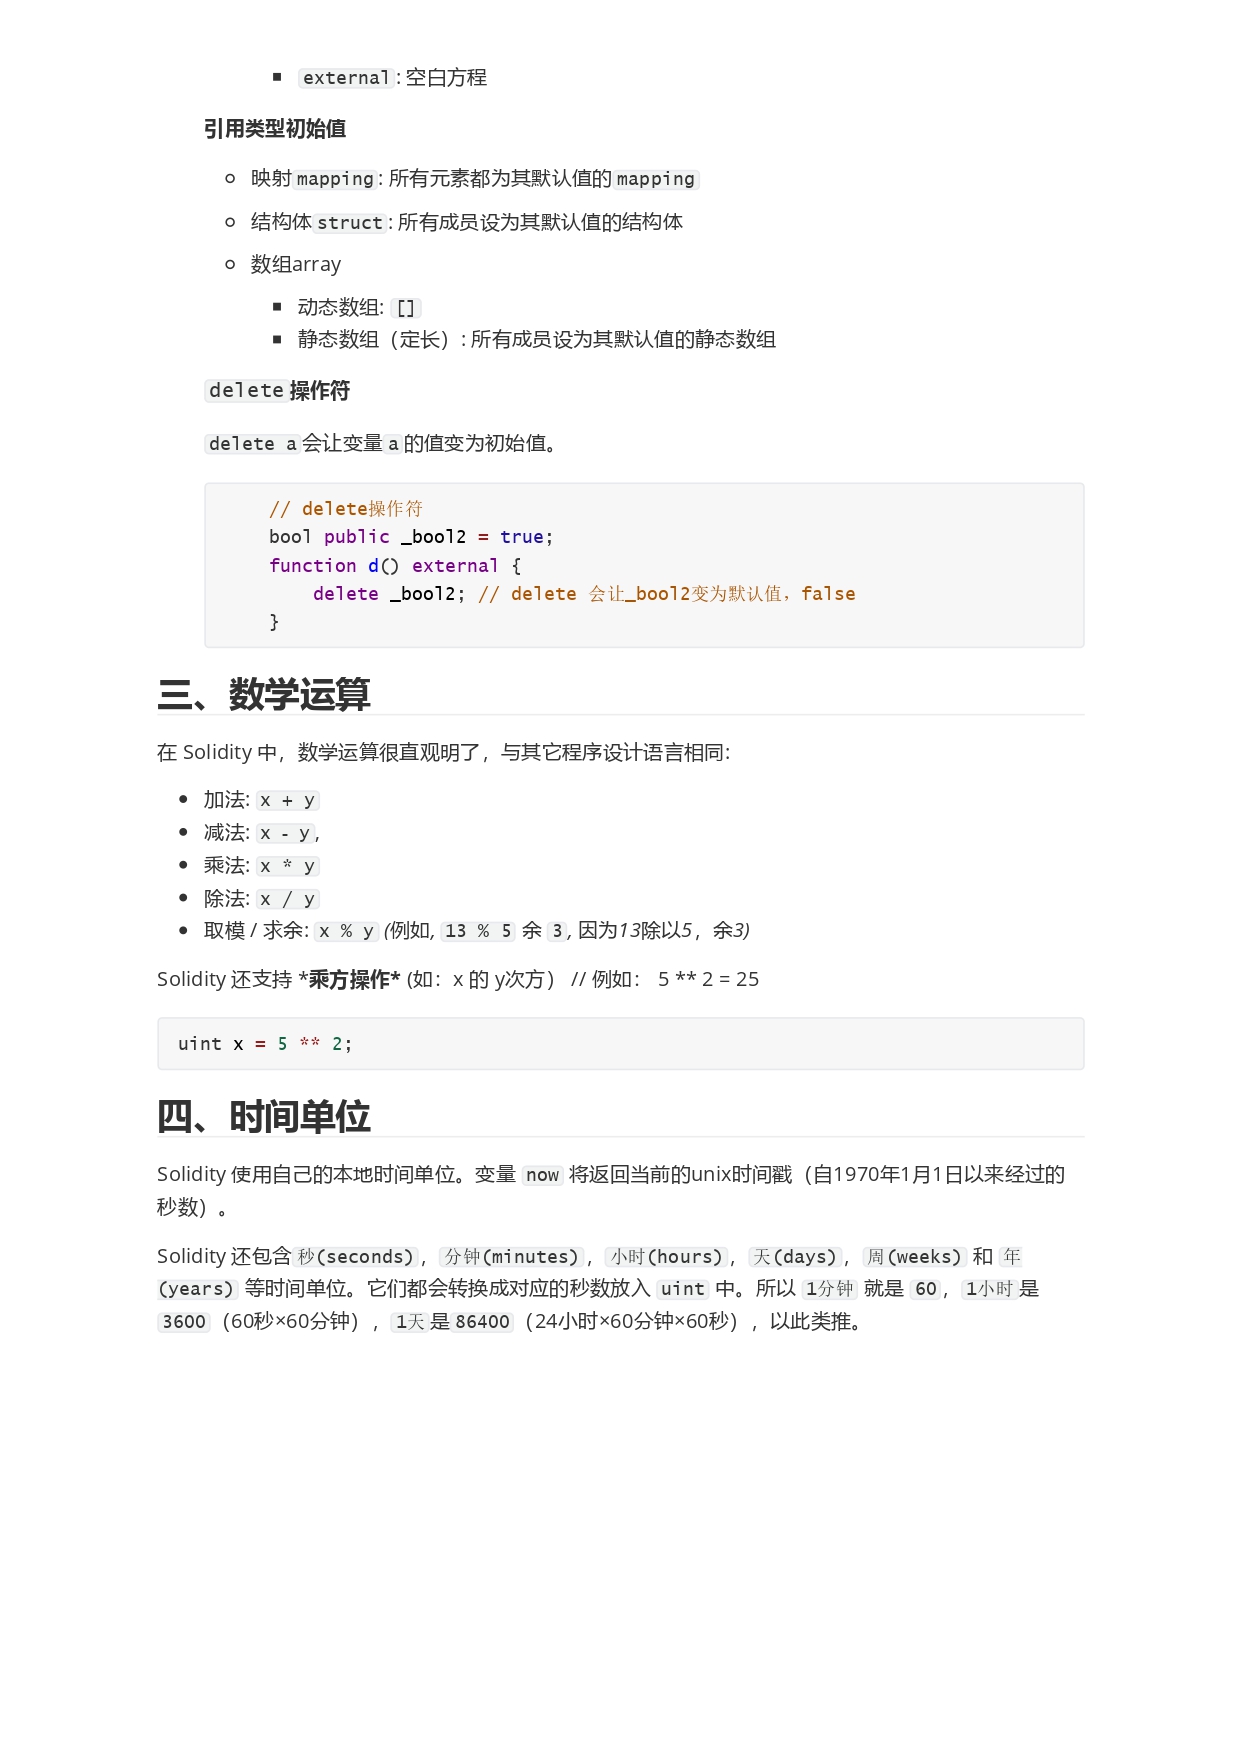 external: 空白方程
引用类型初始值
映射mapping: 所有元素都为其默认值的mapping
结构体struct: 所有成员设为其默认值的结构体
数组array
动态数组: []
静态数组（定长）: 所有成员设为其默认值的静态数组
delete操作符
delete a会让变量a的值变为初始值。
// delete操作符
bool public _bool2 = true;
function d() external {
delete _bool2; // delete 会让_bool2变为默认值，false
}
三、数学运算
在 Solidity 中，数学运算很直观明了，与其它程序设计语言相同:
加法: x + y
减法: x - y,
乘法: x * y
除法: x / y
取模 / 求余: x % y (例如, 13 % 5 余 3, 因为13除以5，余3)
Solidity 还支持 *乘方操作* (如：x 的 y次方） // 例如： 5 ** 2 = 25
uint x = 5 ** 2;
四、时间单位
Solidity 使用自己的本地时间单位。变量 now 将返回当前的unix时间戳（自1970年1月1日以来经过的
秒数）。
Solidity 还包含秒(seconds)，分钟(minutes)，小时(hours)，天(days)，周(weeks) 和 年
(years) 等时间单位。它们都会转换成对应的秒数放入 uint 中。所以 1分钟 就是 60，1小时是
3600（60秒×60分钟），1天是86400（24小时×60分钟×60秒），以此类推。